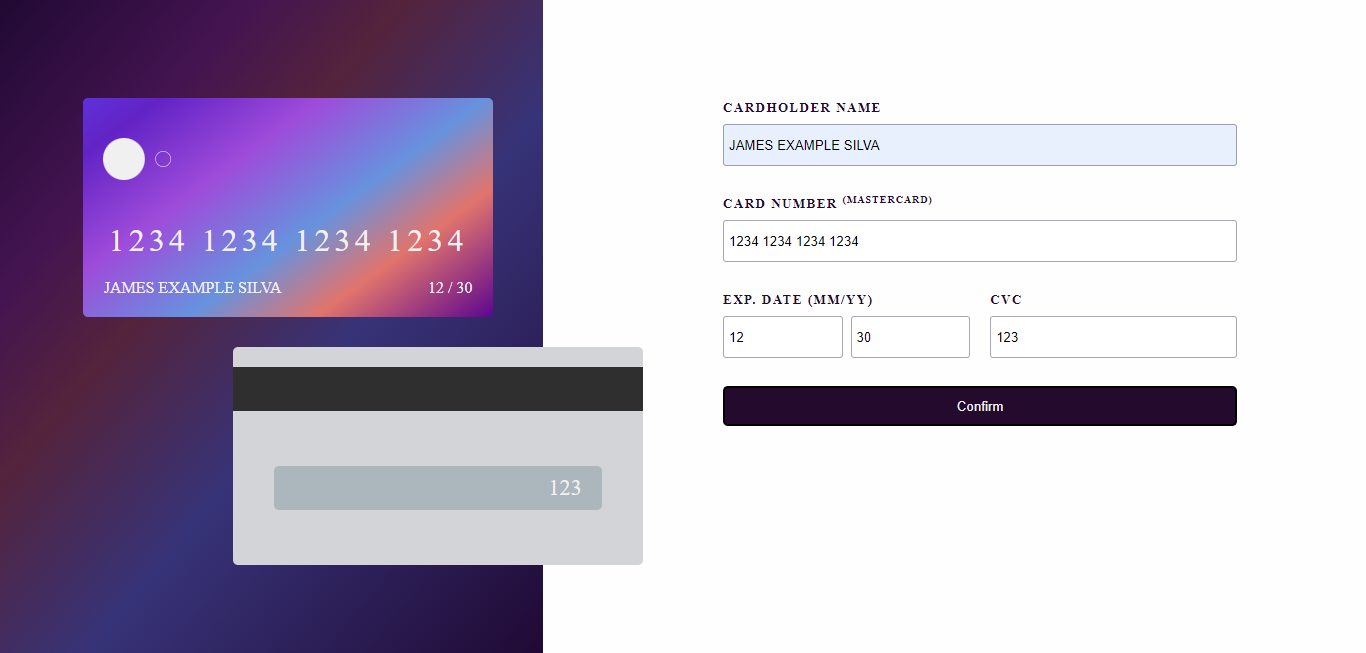 1234 1234 1234 1234
JAMES EXAMPLE SILVA 12 / 30
123
CARDHOLDER NAME
JAMES EXAMPLE SILVA
CARD NUMBER (MASTERCARD)
1234 1234 1234 1234
EXP. DATE (MM/YY) CVC
12 30 123
Confirm